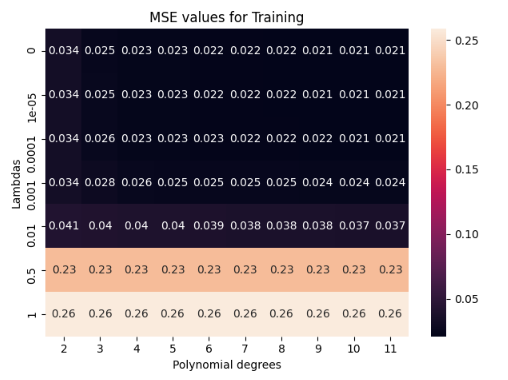 MSE values for Training
0 0.034 0.025 0.023 0.023 0.022 0.022 0.022 0.021 0.021 0.021
1e-05 0.034 0.025 0.023 0.023 0.022 0.022 0.022 0.021 0.021 0.021
0.0001 0.034 0.026 0.023 0.023 0.023 0.022 0.022 0.022 0.021 0.021
0.001 0.034 0.028 0.026 0.025 0.025 0.025 0.025 0.024 0.024 0.024
0.01 0.041 0.04 0.04 0.04 0.039 0.038 0.038 0.038 0.037 0.037
0.5 0.23 0.23 0.23 0.23 0.23 0.23 0.23 0.23 0.23 0.23
1 0.26 0.26 0.26 0.26 0.26 0.26 0.26 0.26 0.26 0.26
2 3 4 5 6 7 8 9 10 11
Polynomial degrees
Lambdas
0.25
0.20
0.15
0.10
0.05